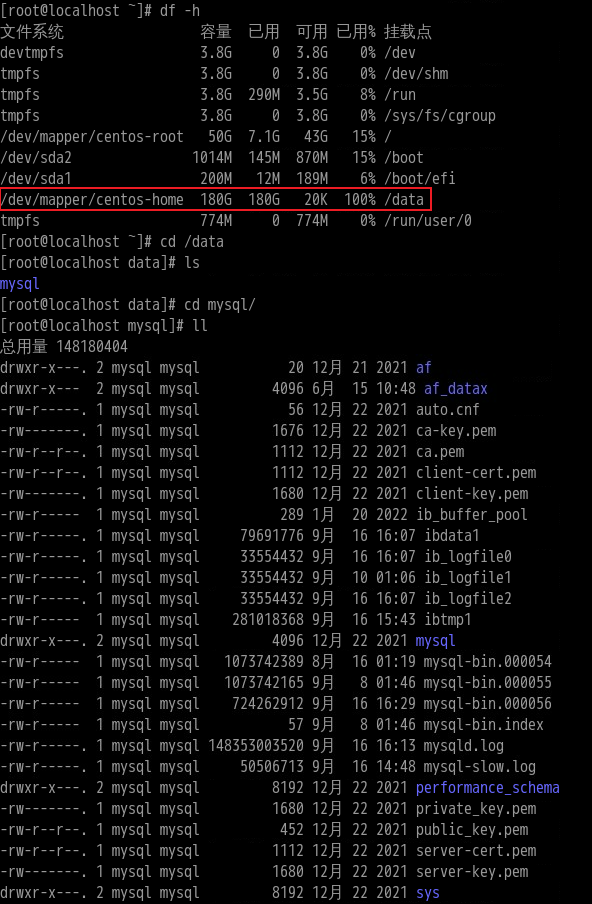 [root@localhost ~]# df -h
文件系统 容量 已用 可用 已用% 挂载点
devtmpfs 3.8G 0 3.8G 0% /dev
tmpfs 3.8G 0 3.8G 0% /dev/shm
tmpfs 3.8G 290M 3.5G 8% /run
tmpfs 3.8G 0 3.8G 0% /sys/fs/cgroup
/dev/mapper/centos-root 50G 7.1G 43G 15% /
/dev/sda2 1014M 145M 870M 15% /boot
/dev/sda1 200M 12M 189M 6% /boot/efi
/dev/mapper/centos-home 180G 180G 20K 100% /data
tmpfs 774M 0 774M 0% /run/user/0
[root@localhost ~]# cd /data
[root@localhost data]# ls
mysql
[root@localhost data]# cd mysql/
[root@localhost mysql]# ll
总用量 148180404
drwxr-x---. 2 mysql mysql 20 12月 21 2021 af
drwxr-x--- 2 mysql mysql 4096 6月 15 10:48 af_datax
-rw-r-----. 1 mysql mysql 56 12月 22 2021 auto.cnf
-rw-------. 1 mysql mysql 1676 12月 22 2021 ca-key.pem
-rw-r--r--. 1 mysql mysql 1112 12月 22 2021 ca.pem
-rw-r--r--. 1 mysql mysql 1112 12月 22 2021 client-cert.pem
-rw-------. 1 mysql mysql 1680 12月 22 2021 client-key.pem
-rw-r----- 1 mysql mysql 289 1月 20 2022 ib_buffer_pool
-rw-r----- 1 mysql mysql 79691776 9月 16 16:07 ibdata1
-rw-r----- 1 mysql mysql 33554432 9月 16 16:07 ib_logfile0
-rw-r----- 1 mysql mysql 33554432 9月 10 01:06 ib_logfile1
-rw-r----- 1 mysql mysql 33554432 9月 16 16:07 ib_logfile2
-rw-r----- 1 mysql mysql 281018368 9月 16 15:43 ibtmp1
drwxr-x---. 2 mysql mysql 4096 12月 22 2021 mysql
-rw-r----- 1 mysql mysql 1073742389 8月 16 01:19 mysql-bin.000054
-rw-r----- 1 mysql mysql 1073742165 9月 8 01:46 mysql-bin.000055
-rw-r----- 1 mysql mysql 724262912 9月 16 16:29 mysql-bin.000056
-rw-r----- 1 mysql mysql 57 9月 8 01:46 mysql-bin.index
-rw-r----- 1 mysql mysql 148353003520 9月 16 16:13 mysqld.log
-rw-r----- 1 mysql mysql 50506713 9月 16 14:48 mysql-slow.log
drwxr-x---. 2 mysql mysql 8192 12月 22 2021 performance_schema
-rw-------. 1 mysql mysql 1680 12月 22 2021 private_key.pem
-rw-r--r--. 1 mysql mysql 452 12月 22 2021 public_key.pem
-rw-r--r--. 1 mysql mysql 1112 12月 22 2021 server-cert.pem
-rw-------. 1 mysql mysql 1680 12月 22 2021 server-key.pem
drwxr-x---. 2 mysql mysql 8192 12月 22 2021 sys